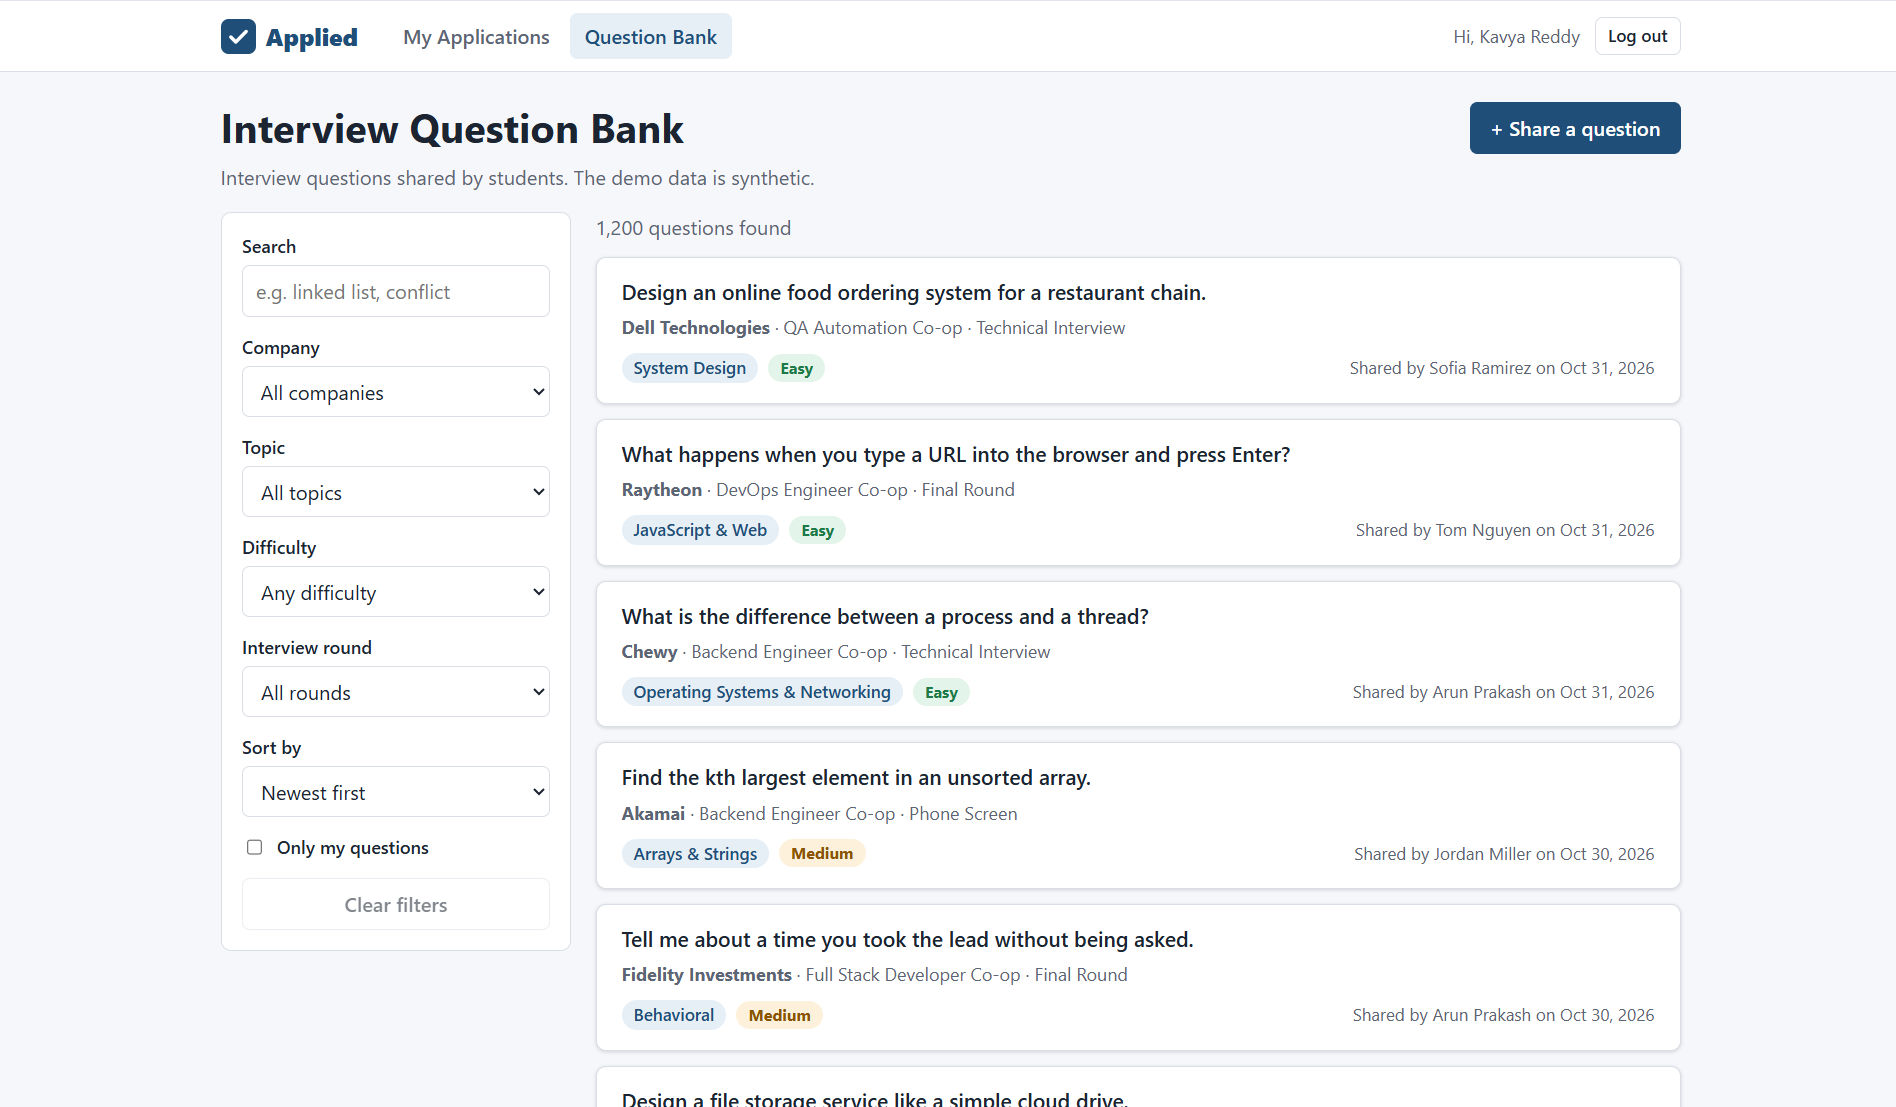 Applied
My Applications
Question Bank
Hi, Kavya Reddy
Log out
Interview Question Bank
+ Share a question
Interview questions shared by students. The demo data is synthetic.
Search
e.g. linked list, conflict
Company
All companies
Topic
All topics
Difficulty
Any difficulty
Interview round
All rounds
Sort by
Newest first
Only my questions
Clear filters
1,200 questions found
Design an online food ordering system for a restaurant chain.
Dell Technologies · QA Automation Co-op · Technical Interview
System Design Easy Shared by Sofia Ramirez on Oct 31, 2026
What happens when you type a URL into the browser and press Enter?
Raytheon · DevOps Engineer Co-op · Final Round
JavaScript & Web Easy Shared by Tom Nguyen on Oct 31, 2026
What is the difference between a process and a thread?
Chewy · Backend Engineer Co-op · Technical Interview
Operating Systems & Networking Easy Shared by Arun Prakash on Oct 31, 2026
Find the kth largest element in an unsorted array.
Akamai · Backend Engineer Co-op · Phone Screen
Arrays & Strings Medium Shared by Jordan Miller on Oct 30, 2026
Tell me about a time you took the lead without being asked.
Fidelity Investments · Full Stack Developer Co-op · Final Round
Behavioral Medium Shared by Arun Prakash on Oct 30, 2026
Design a file storage service like a simple cloud drive.